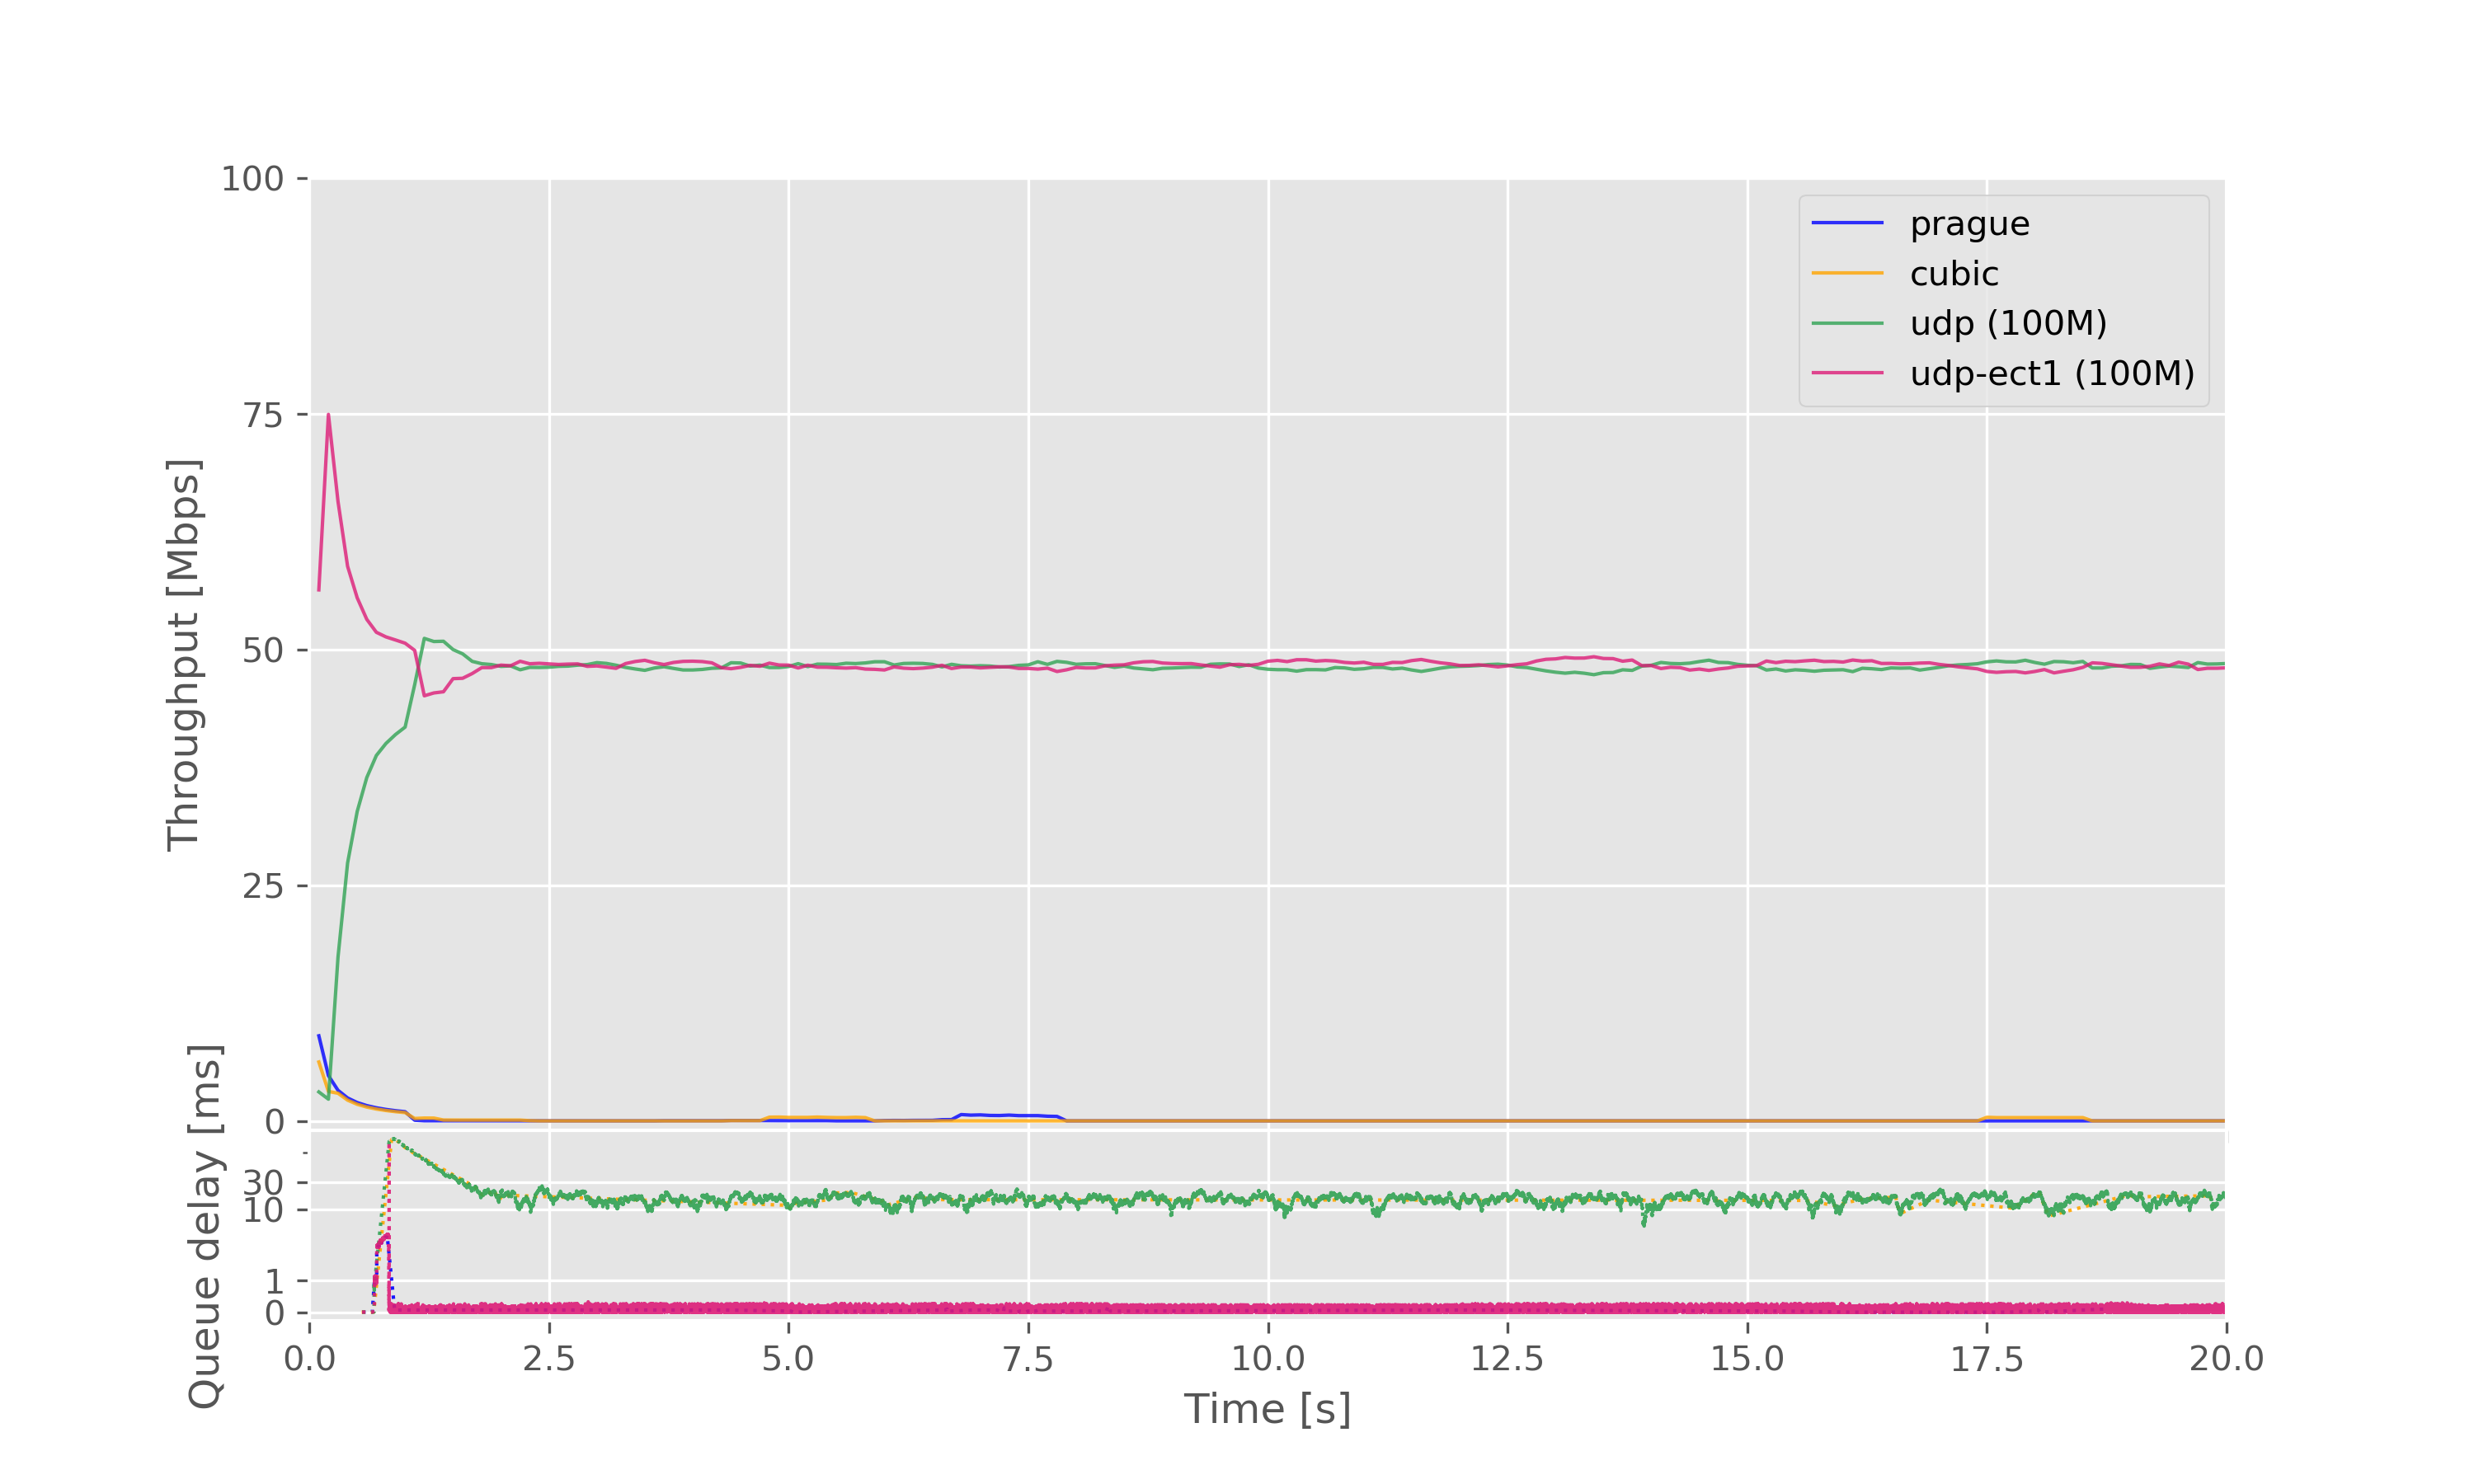 100
75
50
25
0
Throughput [Mbps]
prague
cubic
udp (100M)
udp-ect1 (100M)
30
10
1
0
Queue delay [ms]
0.0 2.5 5.0 7.5 10.0 12.5 15.0 17.5 20.0
Time [s]